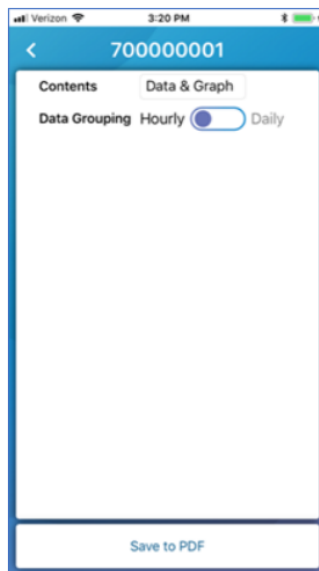 Verizon 3:20 PM
700000001
Contents Data & Graph
Data Grouping Hourly Daily
Save to PDF